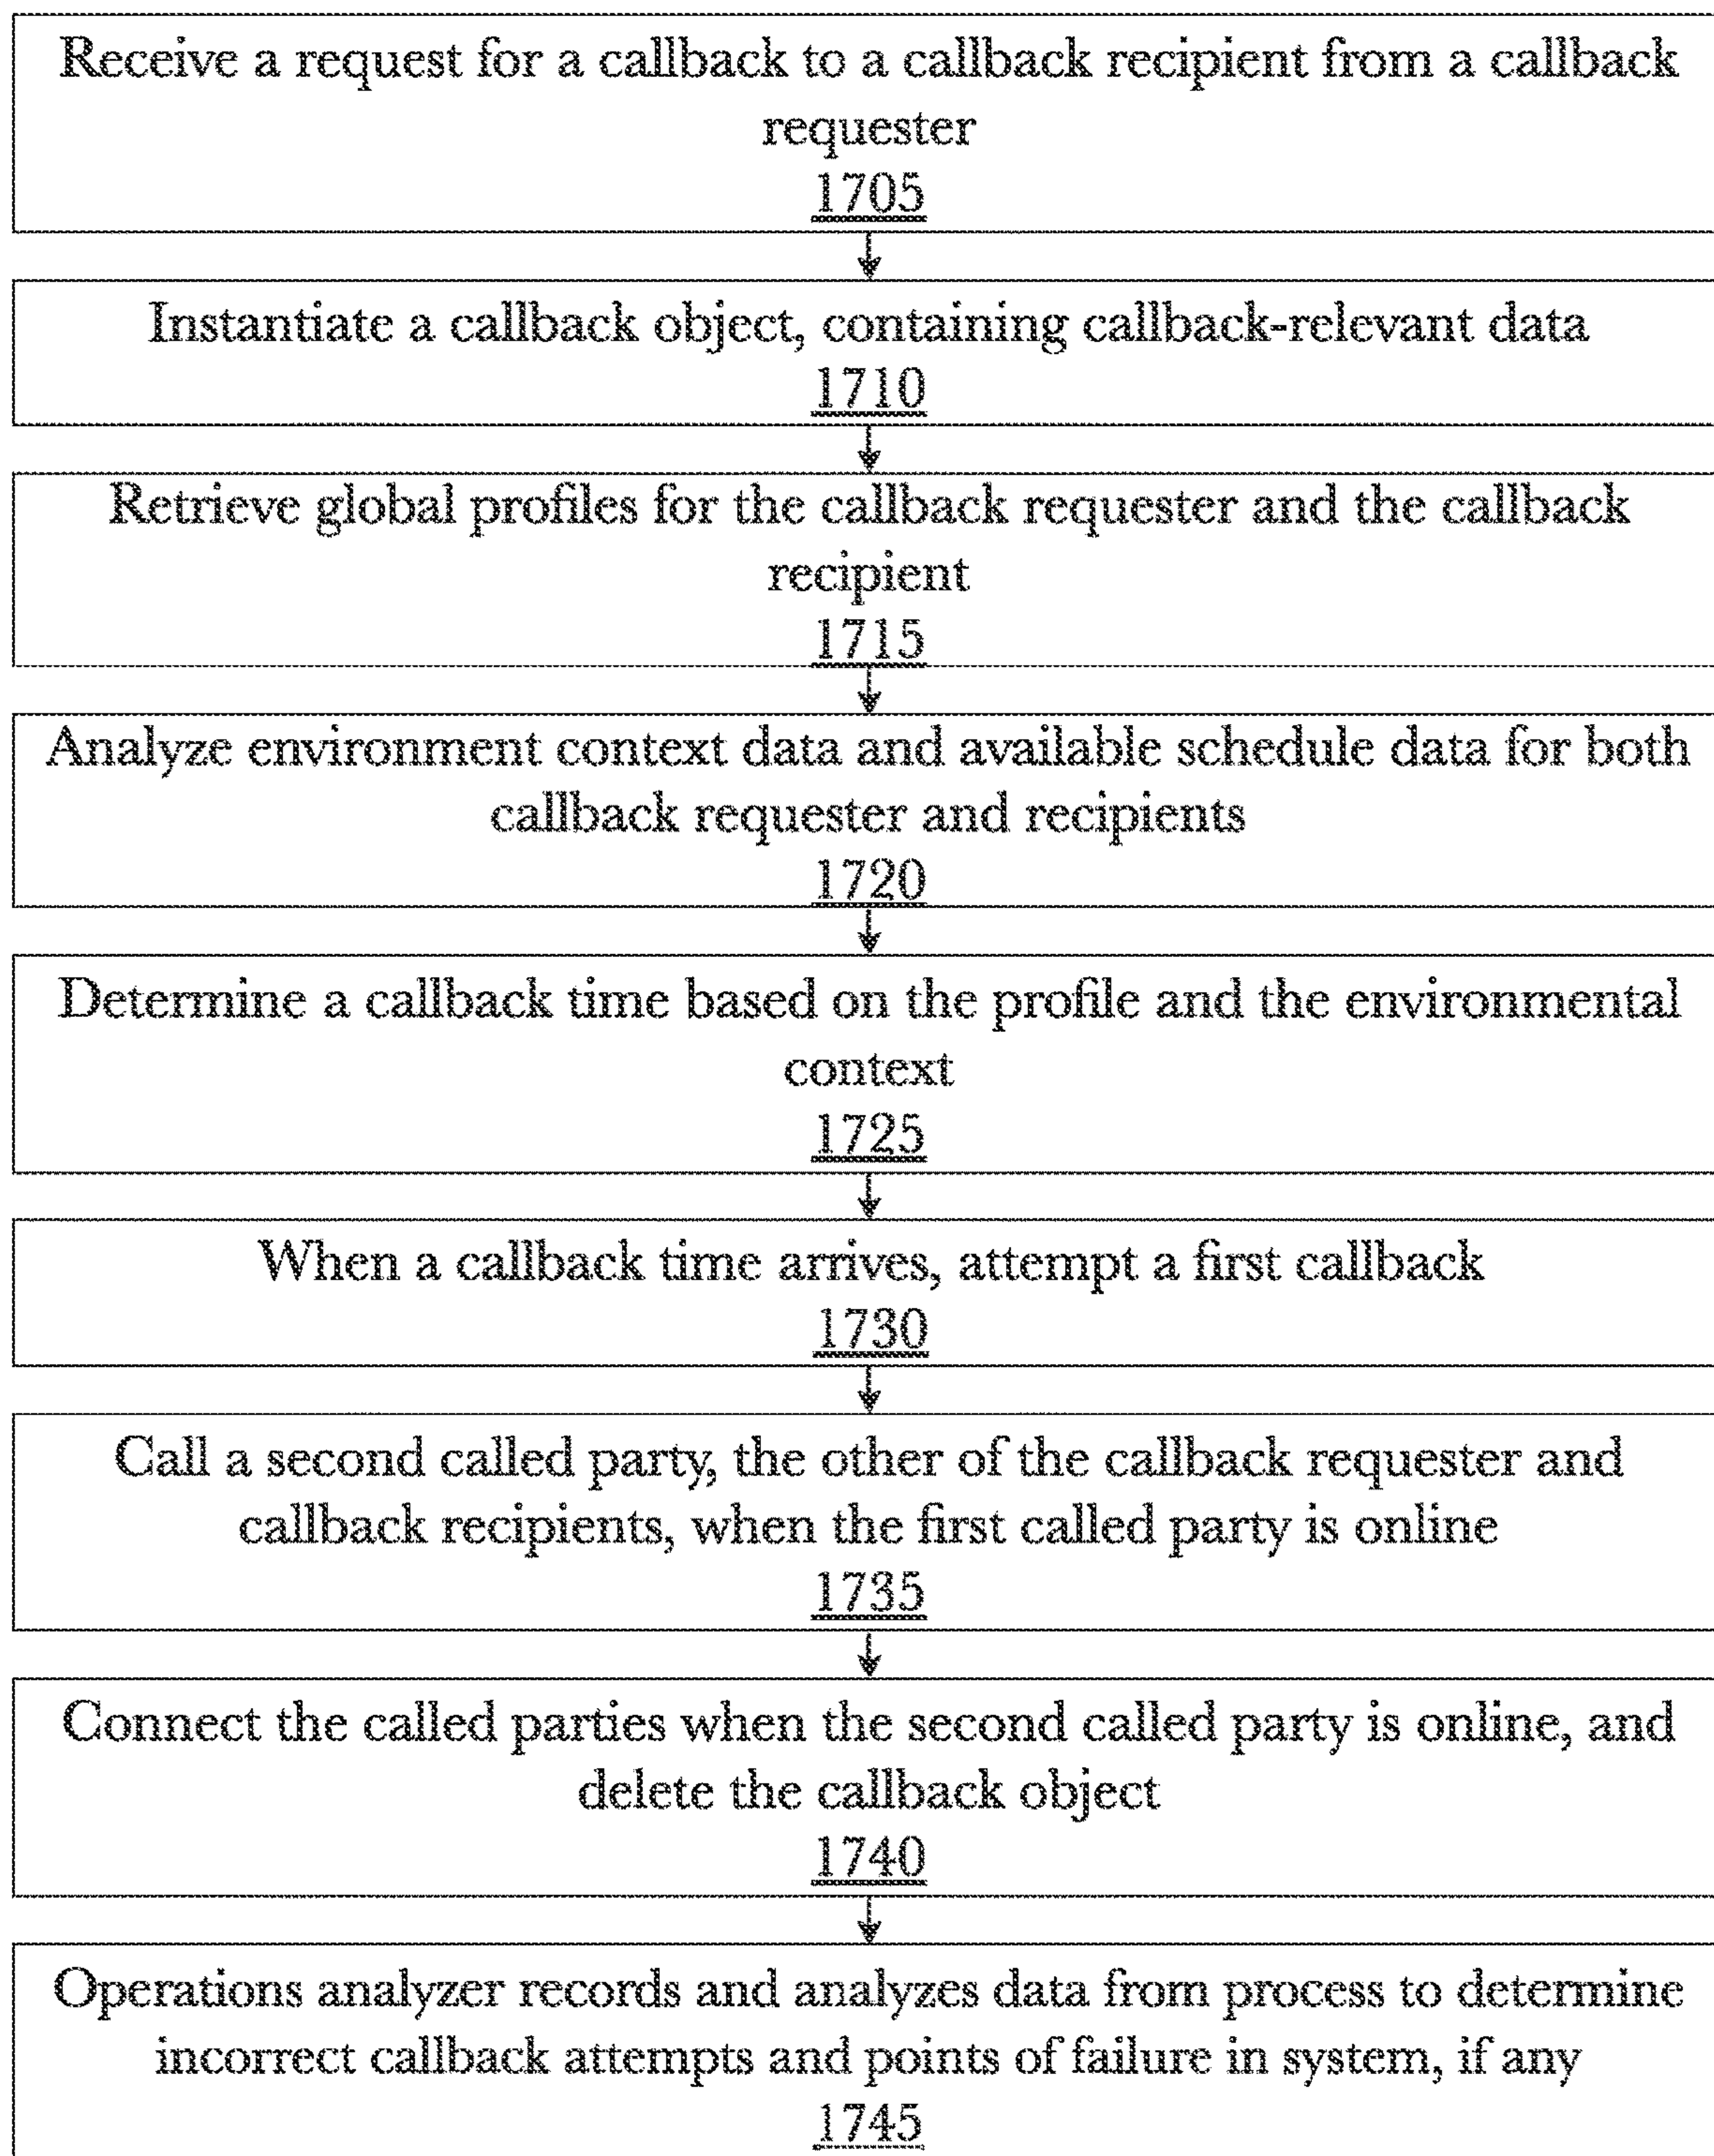 Receive a request for a callback to a callback recipient from a callback
requester
1705
Instantiate a callback object, containing callback-relevant data
1710
Retrieve global profiles for the callback requester and the callback
recipient
1715
Analyze environment context data and available schedule data for both
callback requester and recipients
1720
Determine a callback time based on the profile and the environmental
context
1725
When a callback time arrives, attempt a first callback
1730
Call a second called party, the other of the callback requester and
callback recipients, when the first called party is online
1735
Connect the called parties when the second called party is online, and
delete the callback object
1740
Operations analyzer records and analyzes data from process to determine
incorrect callback attempts and points of failure in system, if any
1745